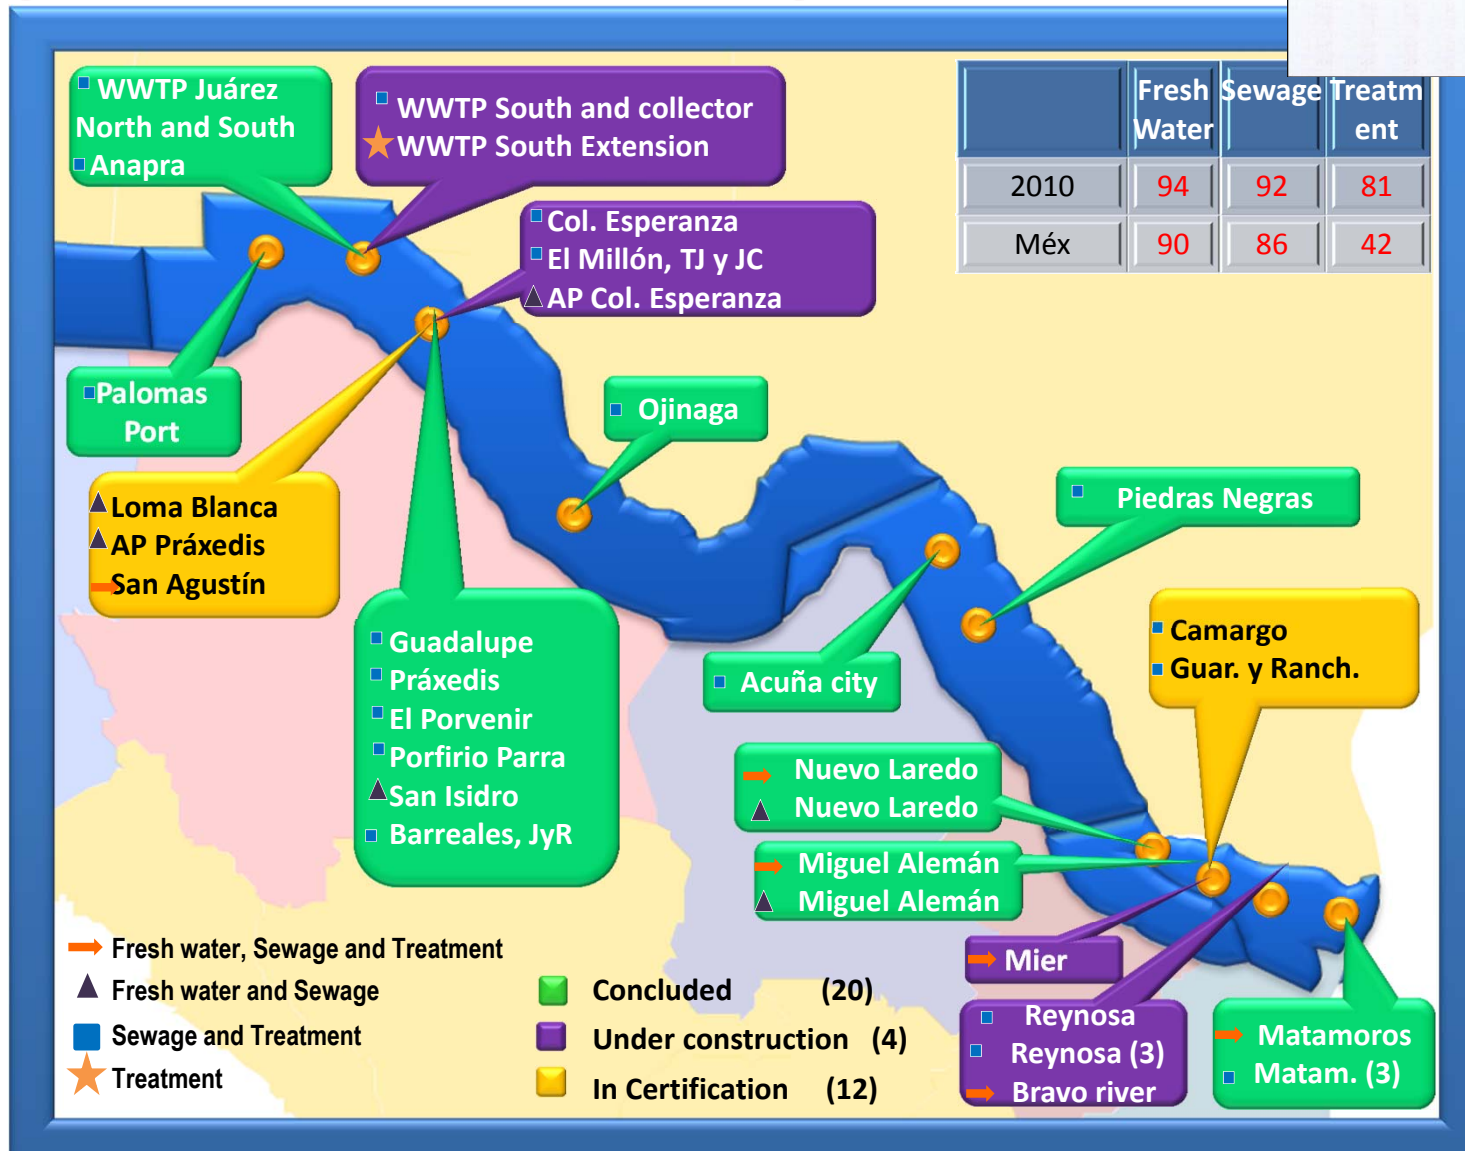 WWTP Juárez
North and South
Anapra
WWTP South and collector
WWTP South Extension
Fresh Water Sewage Treatm ent
2010 94 92 81
Méx 90 86 42
Col. Esperanza
El Millón, TJ y JC
AP Col. Esperanza
Palomas
Port
Ojinaga
Loma Blanca
AP Práxedis
San Agustín
Piedras Negras
Guadalupe
Práxedis
El Porvenir
Porfirio Parra
San Isidro
Barreales, JyR
Acuña city
Camargo
Guar. y Ranch.
Nuevo Laredo
Nuevo Laredo
Miguel Alemán
Miguel Alemán
Mier
Reynosa
Reynosa (3)
Bravo river
Matamoros
Matam. (3)
Fresh water, Sewage and Treatment
Fresh water and Sewage
Sewage and Treatment
Treatment
Concluded (20)
Under construction (4)
In Certification (12)